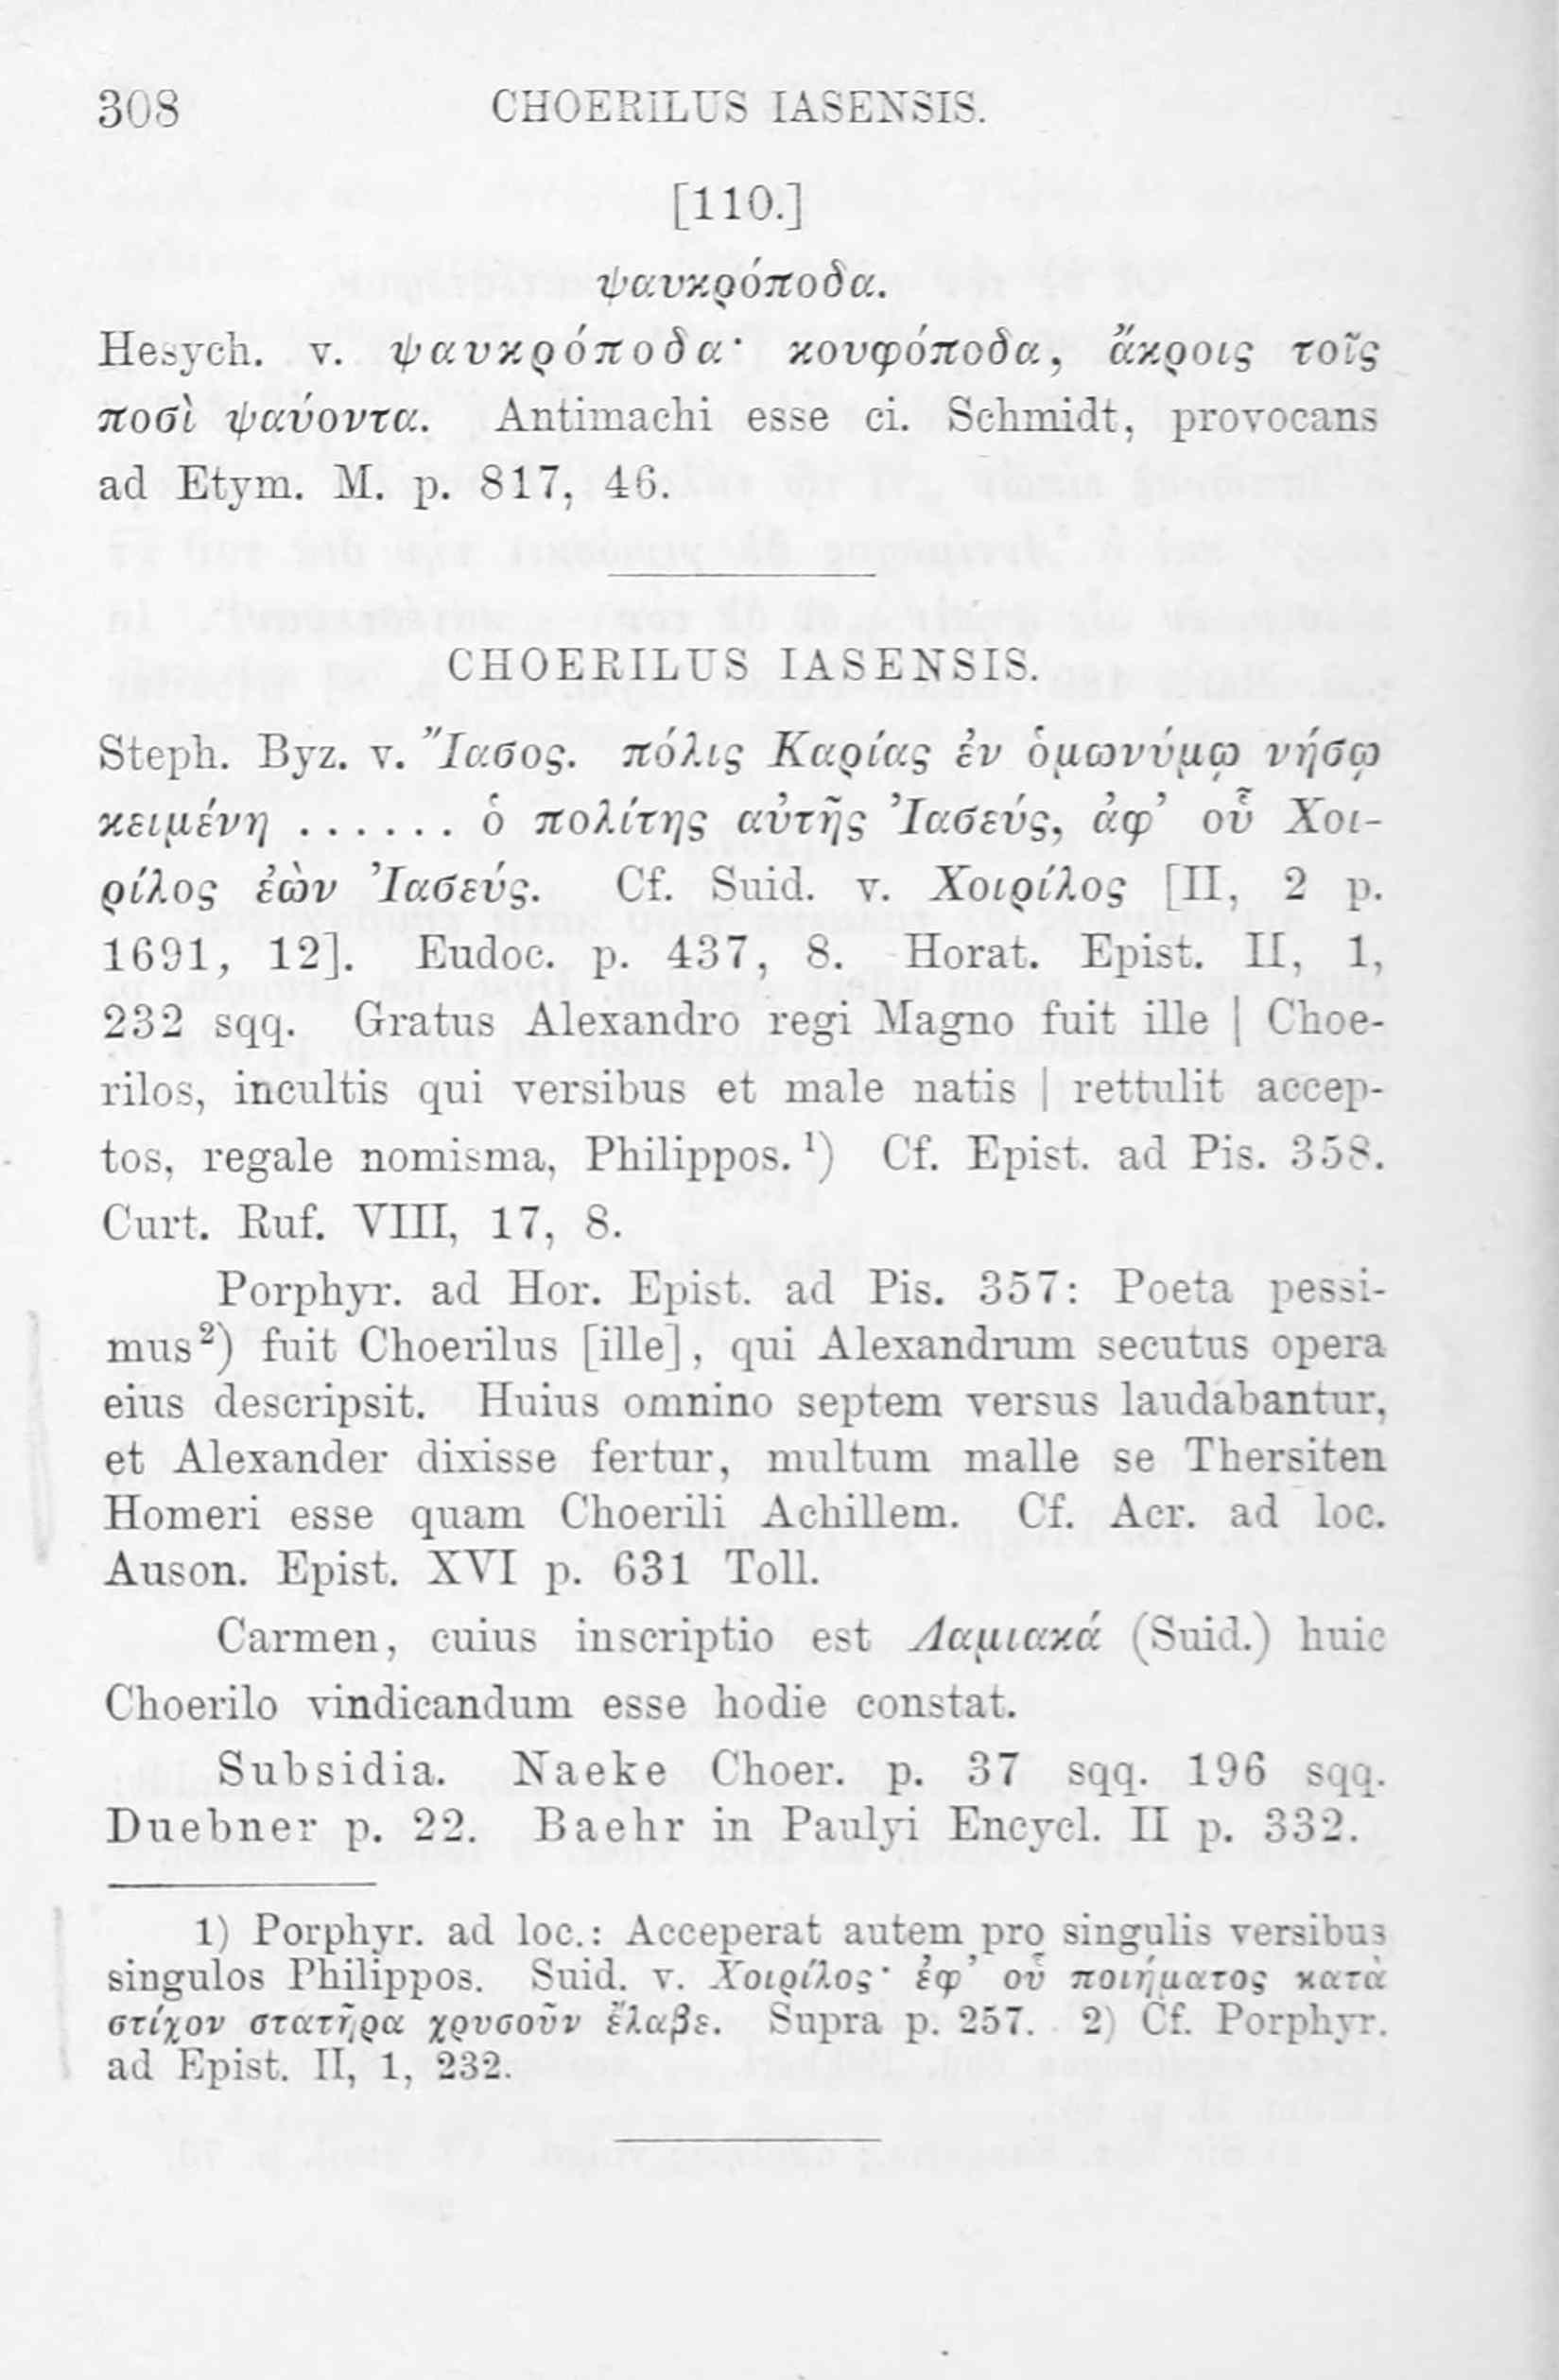 308 CHOERILUS IASENSIS.
[110.]
ψαυκρόποδα.
Hesych. v. ψαυκρόποδα· κουφόποδα, ἄκροις τοῖς
ποσὶ ψαύοντα. Antimachi esse ci. Schmidt, provocans
ad Etym. M. p. 817, 46.
CHOERILUS IASENSIS.
Steph. Byz. v. Ἴασος. πόλις Καρίας ἐν ὁμωνύμῳ νήσῳ
κειμένη ...... ὁ πολίτης αὐτῆς Ἰασεύς, ἀφ' οὗ Χοι-
ρίλος ἐὼν Ἰασεύς. Cf. Suid. v. Χοιρίλος [II, 2 p.
1691, 12]. Eudoc. p. 437, 8. Horat. Epist. II, 1,
232 sqq. Gratus Alexandro regi Magno fuit ille | Choe-
rilos, incultis qui versibus et male natis | rettulit accep-
tos, regale nomisma, Philippos.¹) Cf. Epist. ad Pis. 358.
Curt. Ruf. VIII, 17, 8.
Porphyr. ad Hor. Epist. ad Pis. 357: Poeta pessi-
mus²) fuit Choerilus [ille], qui Alexandrum secutus opera
eius descripsit. Huius omnino septem versus laudabantur,
et Alexander dixisse fertur, multum malle se Thersiten
Homeri esse quam Choerili Achillem. Cf. Acr. ad loc.
Auson. Epist. XVI p. 631 Toll.
Carmen, cuius inscriptio est Λαμιακά (Suid.) huic
Choerilo vindicandum esse hodie constat.
Subsidia. Naeke Choer. p. 37 sqq. 196 sqq.
Duebner p. 22. Baehr in Paulyi Encycl. II p. 332.
1) Porphyr. ad loc.: Acceperat autem pro singulis versibus
singulos Philippos. Suid. v. Χοιρίλος· ἐφ' οὗ ποιήματος κατὰ
στίχον στατῆρα χρυσοῦν ἔλαβε. Supra p. 257. 2) Cf. Porphyr.
ad Epist. II, 1, 232.